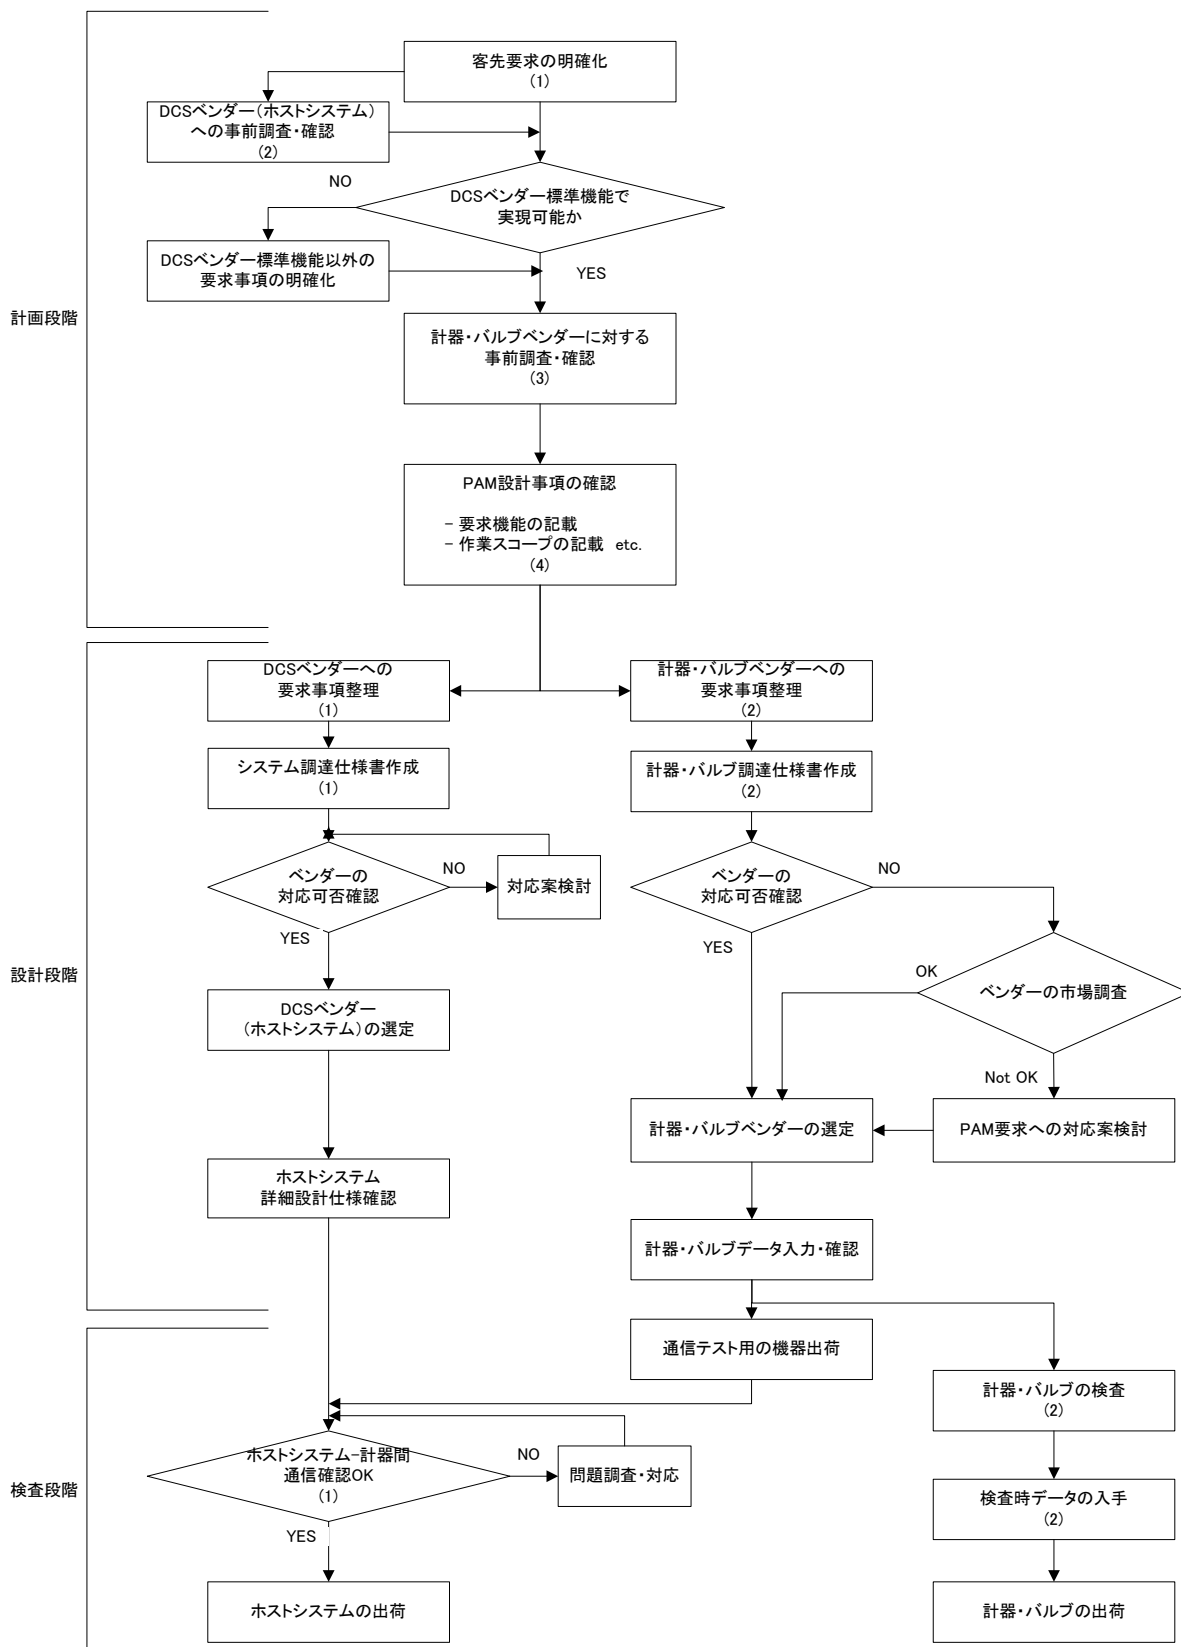 客先要求の明確化
(1)
DCSベンダー(ホストシステム)
への事前調査・確認
(2)
NO
DCSベンダー標準機能で
実現可能か
DCSベンダー標準機能以外の
要求事項の明確化
YES
計画段階
計器・バルブベンダーに対する
事前調査・確認
(3)
PAM設計事項の確認
- 要求機能の記載
- 作業スコープの記載 etc.
(4)
DCSベンダーへの
要求事項整理
(1)
計器・バルブベンダーへの
要求事項整理
(2)
システム調達仕様書作成
(1)
計器・バルブ調達仕様書作成
(2)
ベンダーの
対応可否確認
NO
対応案検討
YES
ベンダーの
対応可否確認
NO
YES
設計段階
OK
ベンダーの市場調査
Not OK
DCSベンダー
(ホストシステム)の選定
計器・バルブベンダーの選定
PAM要求への対応案検討
ホストシステム
詳細設計仕様確認
計器・バルブデータ入力・確認
通信テスト用の機器出荷
計器・バルブの検査
(2)
ホストシステム-計器間
通信確認OK
(1)
NO
問題調査・対応
YES
検査段階
検査時データの入手
(2)
ホストシステムの出荷
計器・バルブの出荷